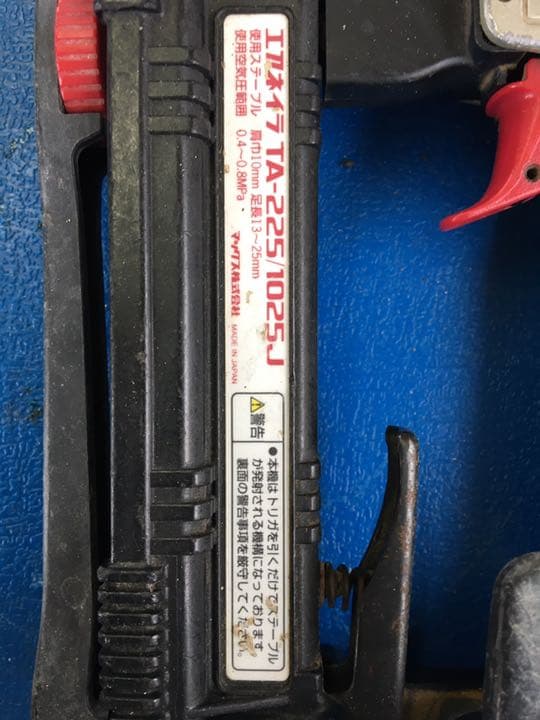 エアネイラ TA-225/1025J
使用ステープル 肩巾10mm 足長13〜25mm
使用空気圧範囲 0.4〜0.8MPa
マックス株式会社 MADE IN JAPAN
警告
●本機はトリガを引くだけでステープル
が発射される機構になっております
裏面の警告事項を厳守してください。